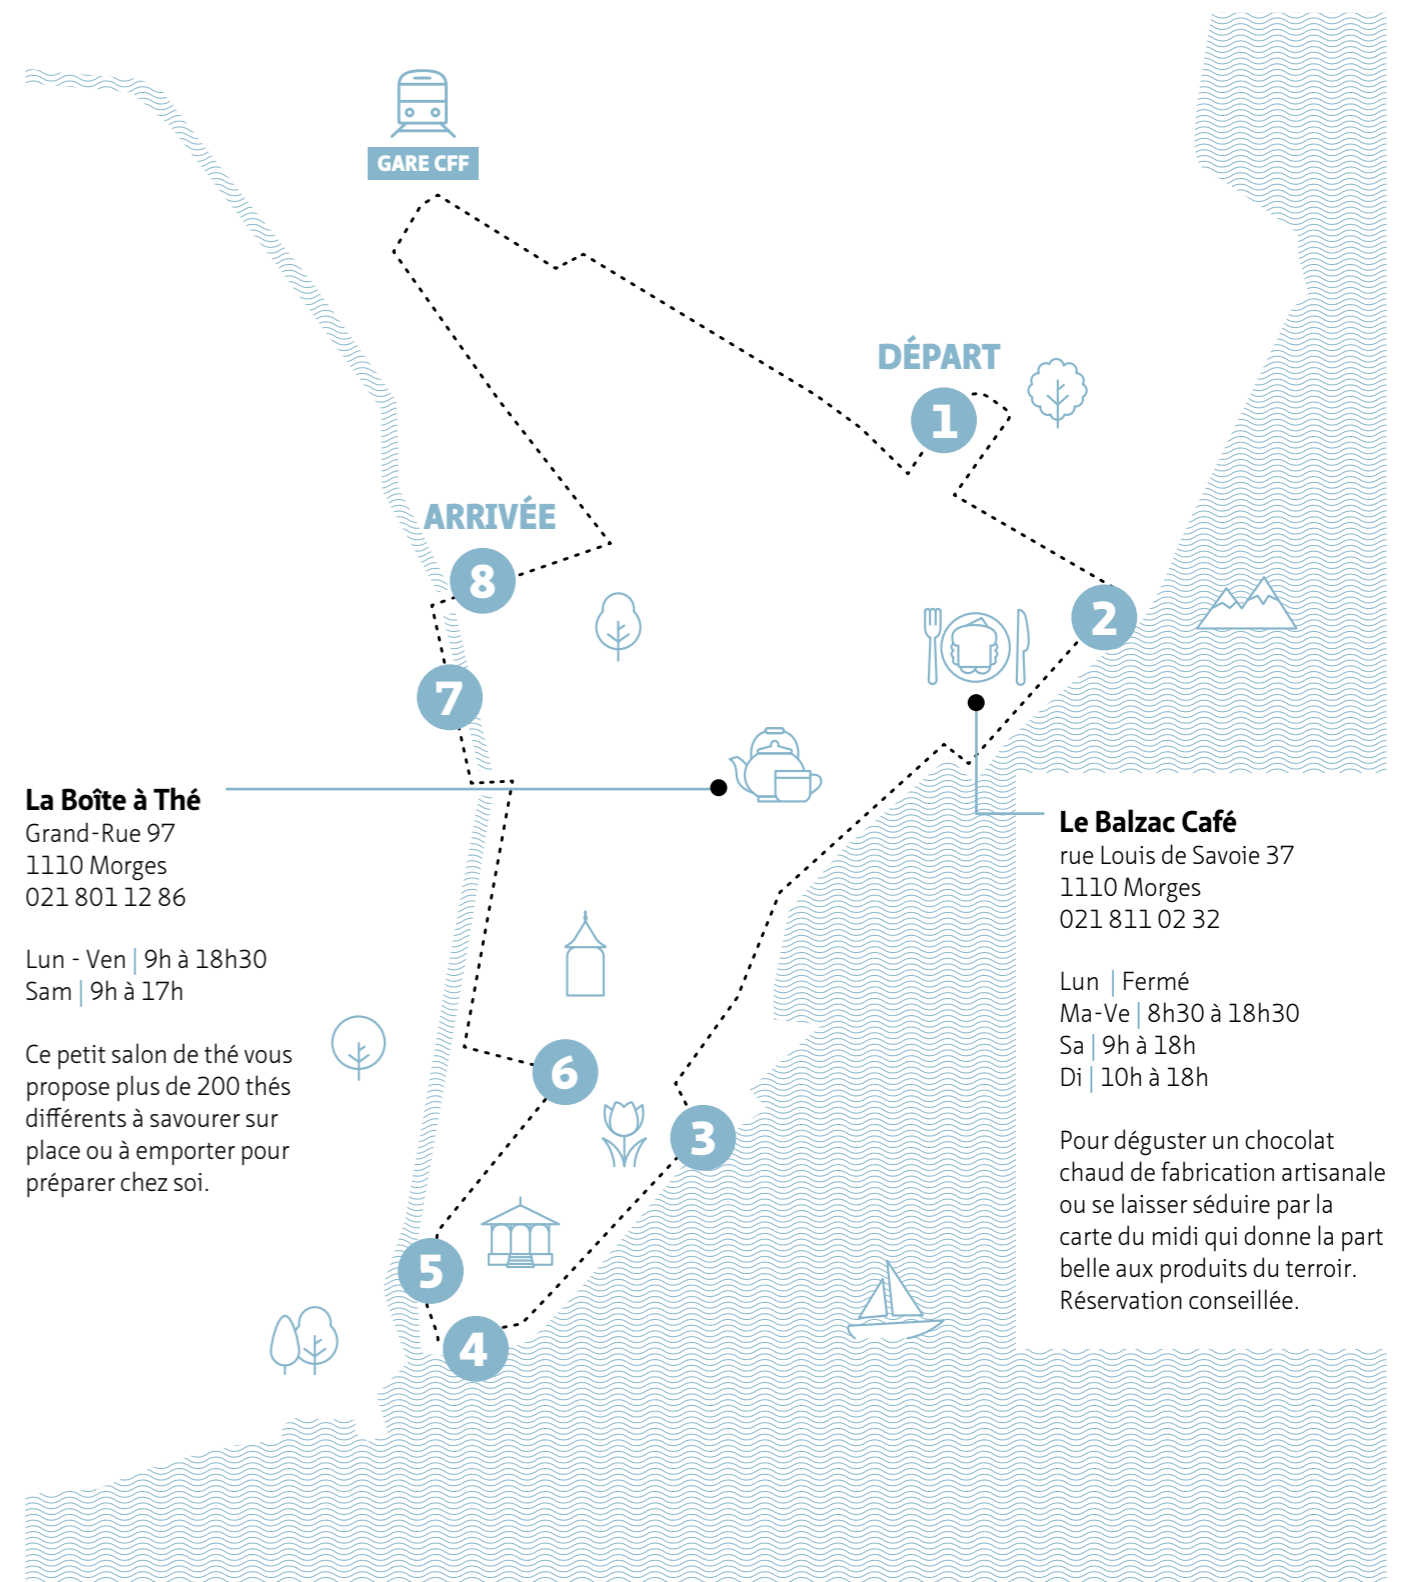 GARE CFF
DÉPART
1
ARRIVÉE
8
2
7
La Boîte à Thé
Grand-Rue 97
1110 Morges
021 801 12 86
Lun - Ven | 9h à 18h30
Sam | 9h à 17h
Ce petit salon de thé vous
propose plus de 200 thés
différents à savourer sur
place ou à emporter pour
préparer chez soi.
Le Balzac Café
rue Louis de Savoie 37
1110 Morges
021 811 02 32
Lun | Fermé
Ma-Ve | 8h30 à 18h30
Sa | 9h à 18h
Di | 10h à 18h
Pour déguster un chocolat
chaud de fabrication artisanale
ou se laisser séduire par la
carte du midi qui donne la part
belle aux produits du terroir.
Réservation conseillée.
6
3
5
4